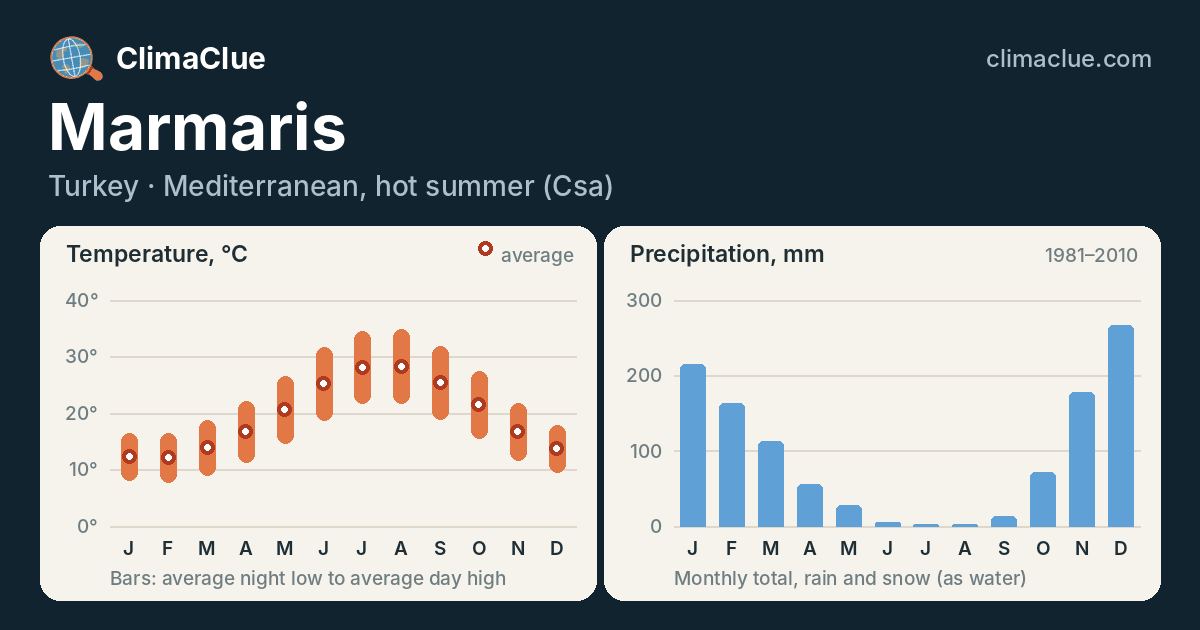 ClimaClue
climaclue.com
Marmaris
Turkey · Mediterranean, hot summer (Csa)
Temperature, °C
average
40°
30°
20°
10°
0°
J F M A M J J A S O N D
Bars: average night low to average day high
Precipitation, mm
1981–2010
300
200
100
0
J F M A M J J A S O N D
Monthly total, rain and snow (as water)